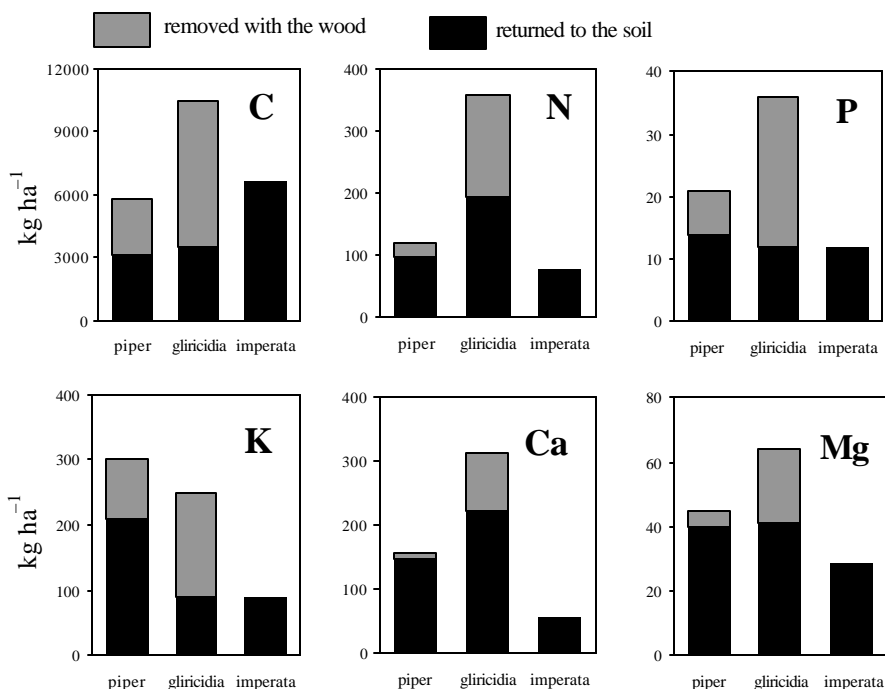 removed with the wood
returned to the soil
12000
9000
6000
3000
0
kg ha⁻¹
C
piper gliricidia imperata
400
300
200
100
0
N
piper gliricidia imperata
40
30
20
10
0
P
piper gliricidia imperata
400
300
200
100
0
kg ha⁻¹
K
piper gliricidia imperata
400
300
200
100
0
Ca
piper gliricidia imperata
80
60
40
20
0
Mg
piper gliricidia imperata